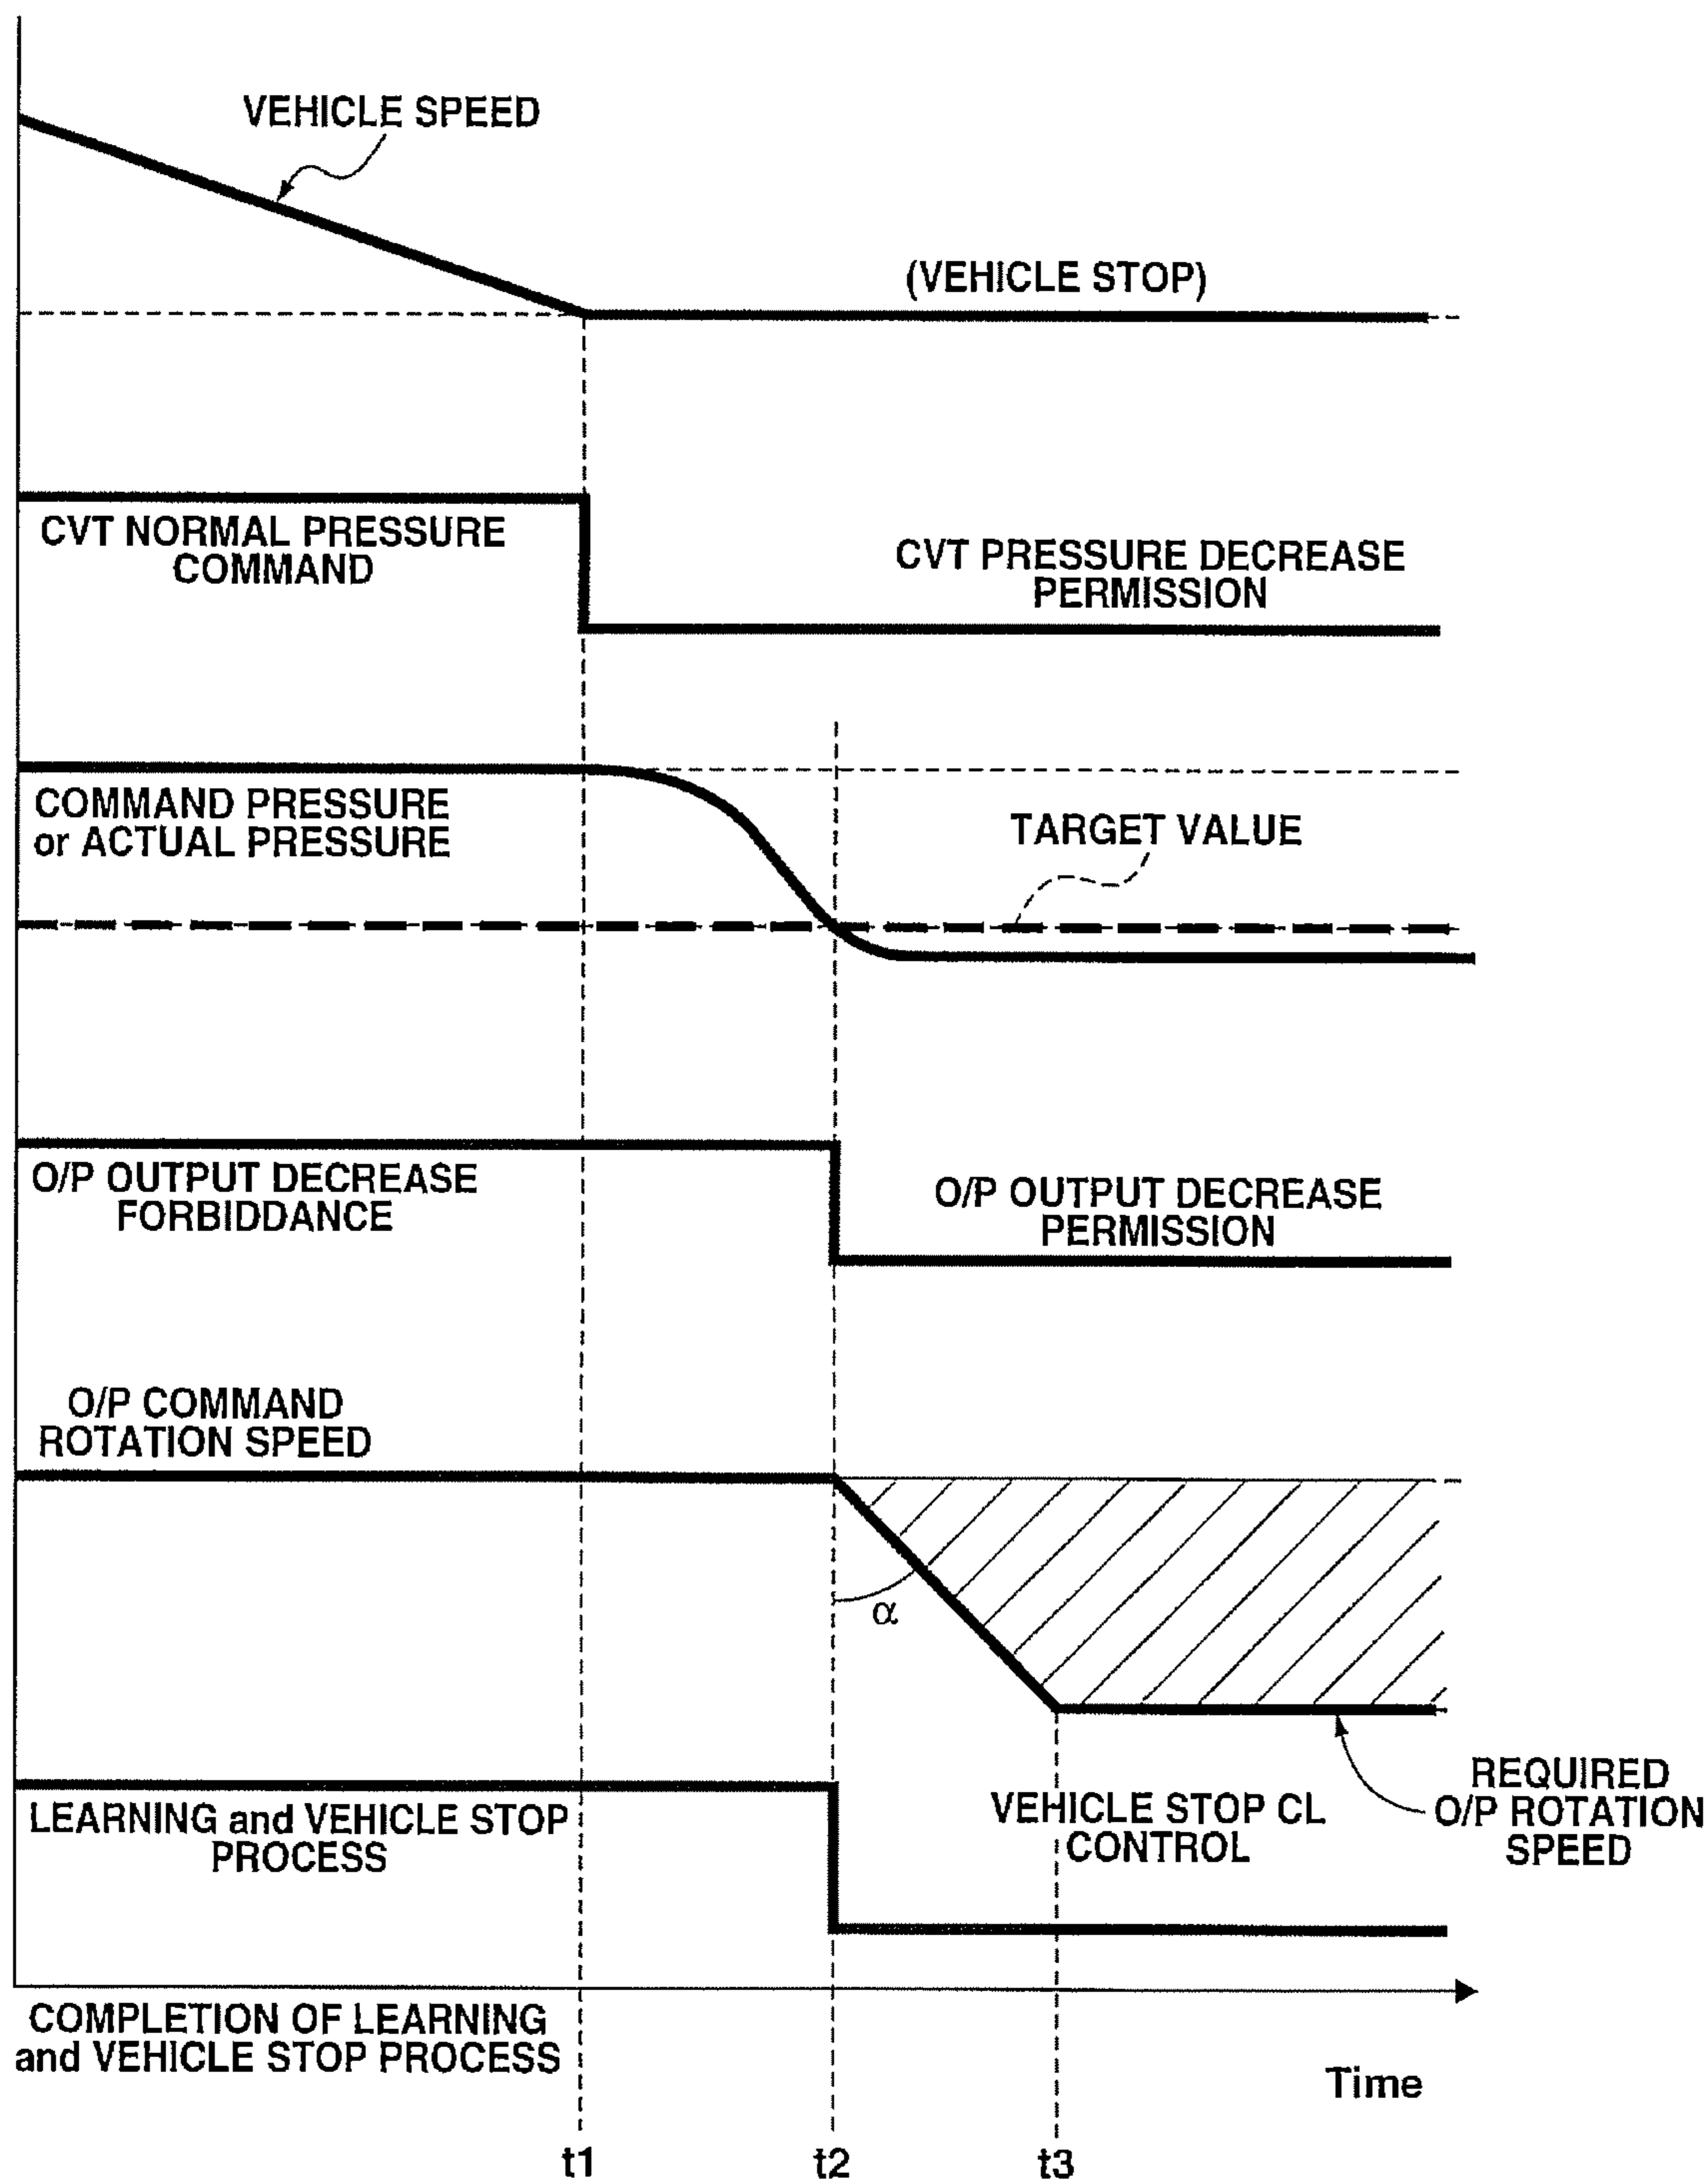 VEHICLE SPEED
(VEHICLE STOP)
CVT NORMAL PRESSURE
COMMAND
CVT PRESSURE DECREASE
PERMISSION
COMMAND PRESSURE
or ACTUAL PRESSURE
TARGET VALUE
O/P OUTPUT DECREASE
FORBIDDANCE
O/P OUTPUT DECREASE
PERMISSION
O/P COMMAND
ROTATION SPEED
α
REQUIRED
O/P ROTATION
SPEED
LEARNING and VEHICLE STOP
PROCESS
VEHICLE STOP CL
CONTROL
COMPLETION OF LEARNING
and VEHICLE STOP PROCESS
Time
t1
t2
t3